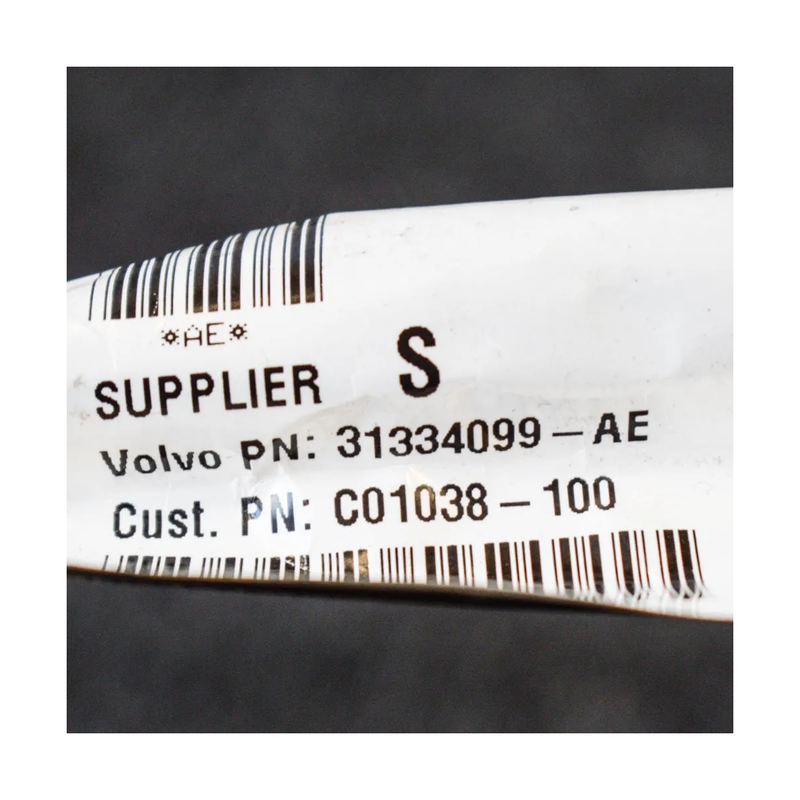 *AE*
SUPPLIER S
Volvo PN: 31334099-AE
Cust. PN: C01038-100